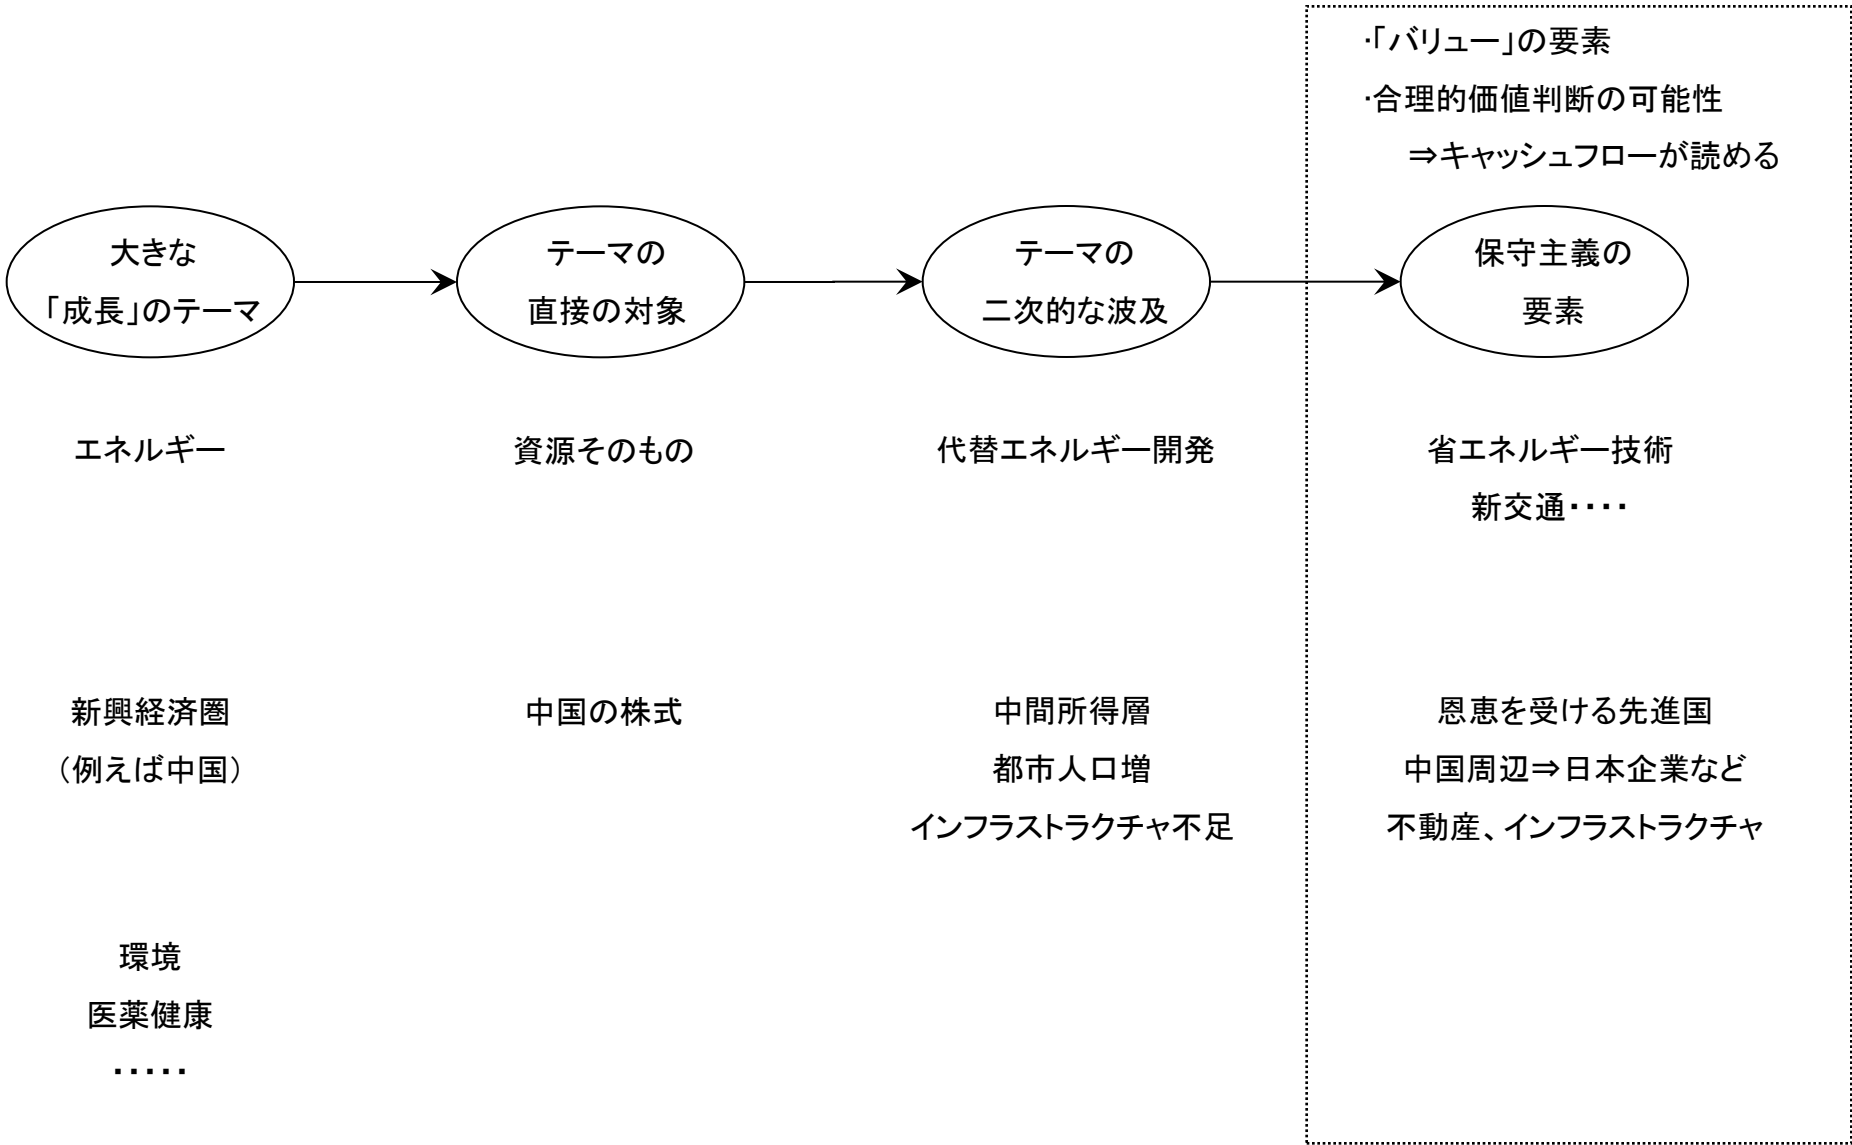 ・「バリュー」の要素
・合理的価値判断の可能性
⇒キャッシュフローが読める
大きな
「成長」のテーマ
テーマの
直接の対象
テーマの
二次的な波及
保守主義の
要素
エネルギー
資源そのもの
代替エネルギー開発
省エネルギー技術
新交通・・・・
新興経済圏
（例えば中国）
中国の株式
中間所得層
都市人口増
インフラストラクチャ不足
恩恵を受ける先進国
中国周辺⇒日本企業など
不動産、インフラストラクチャ
環境
医薬健康
・・・・・